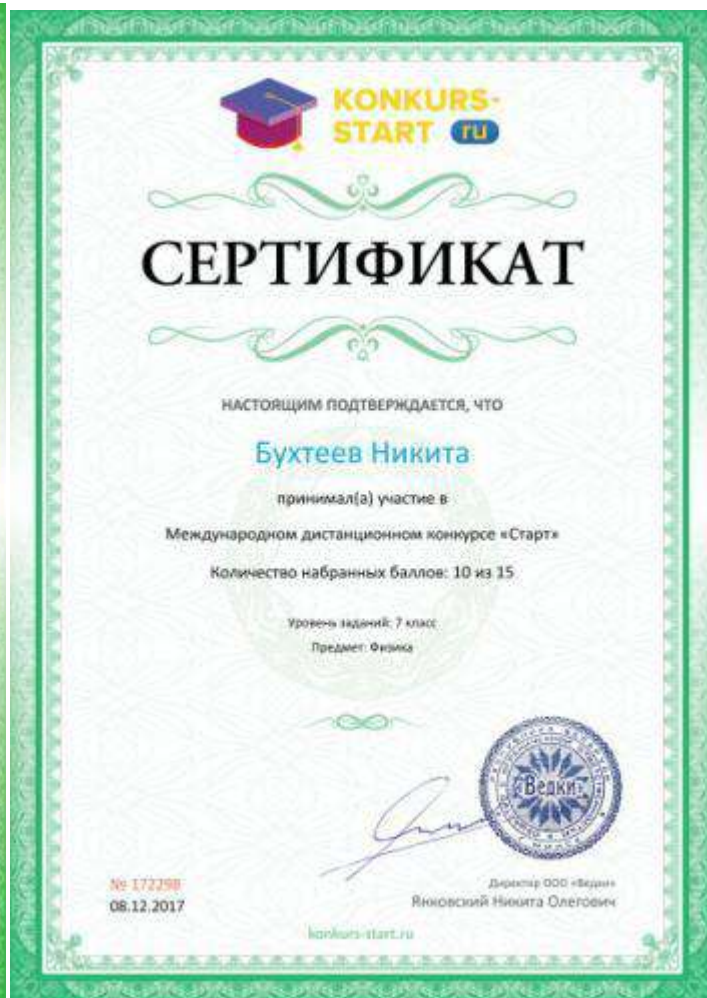 KONKURS-
START ru
СЕРТИФИКАТ
НАСТОЯЩИМ ПОДТВЕРЖДАЕТСЯ, ЧТО
Бухтеев Никита
принимал(а) участие в
Международном дистанционном конкурсе «Старт»
Количество набранных баллов: 10 из 15
Уровень заданий: 7 класс
Предмет: Физика
Ведки
№ 172298
08.12.2017
Директор ООО «Ведки»
Янковский Никита Олегович
konkurs-start.ru